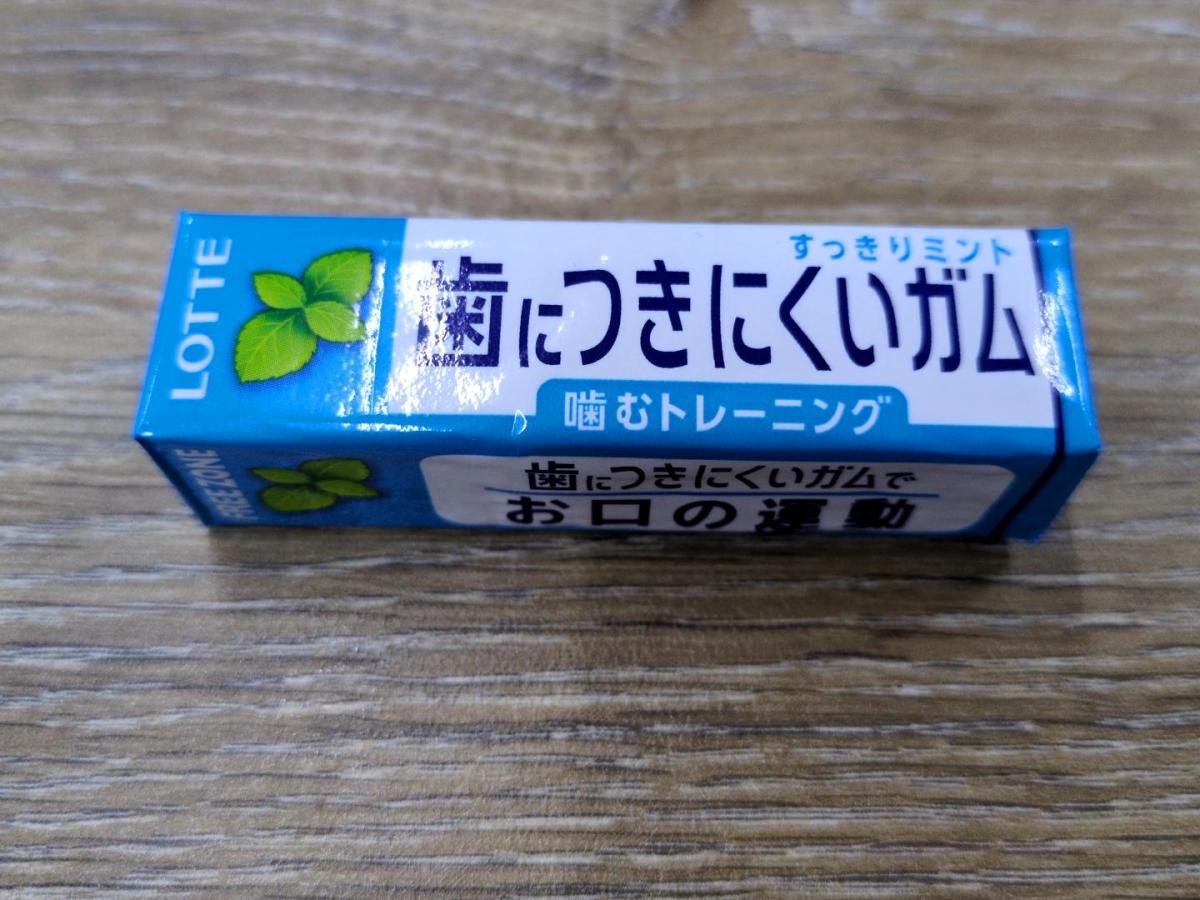 LOTTE
すっきりミント
歯につきにくいガム
噛むトレーニング
FREE ZONE
歯につきにくいガムで
お口の運動